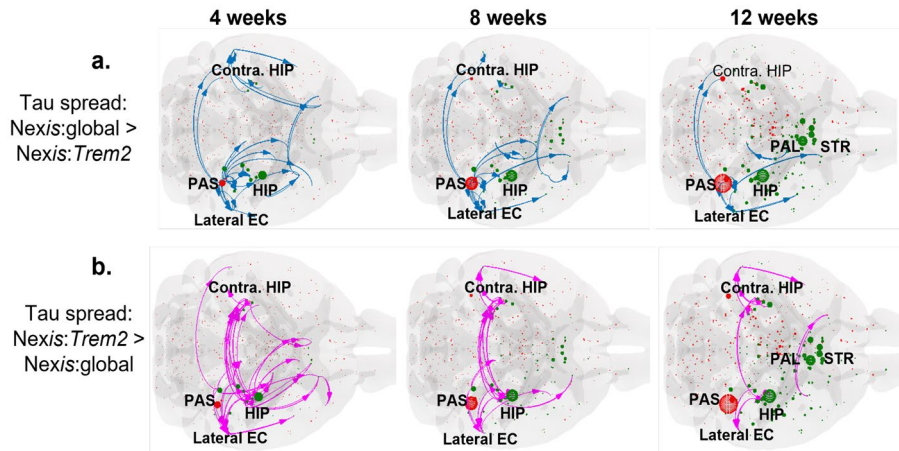 4 weeks 8 weeks 12 weeks
a.
Tau spread:
Nexis:global >
Nexis:Trem2
Contra. HIP
PAS
HIP
Lateral EC
Contra. HIP
PAS
HIP
Lateral EC
Contra. HIP
PAL STR
PAS
HIP
Lateral EC
b.
Tau spread:
Nexis:Trem2 >
Nexis:global
Contra. HIP
PAS
HIP
Lateral EC
Contra. HIP
PAS
HIP
Lateral EC
Contra. HIP
PAL STR
PAS
HIP
Lateral EC